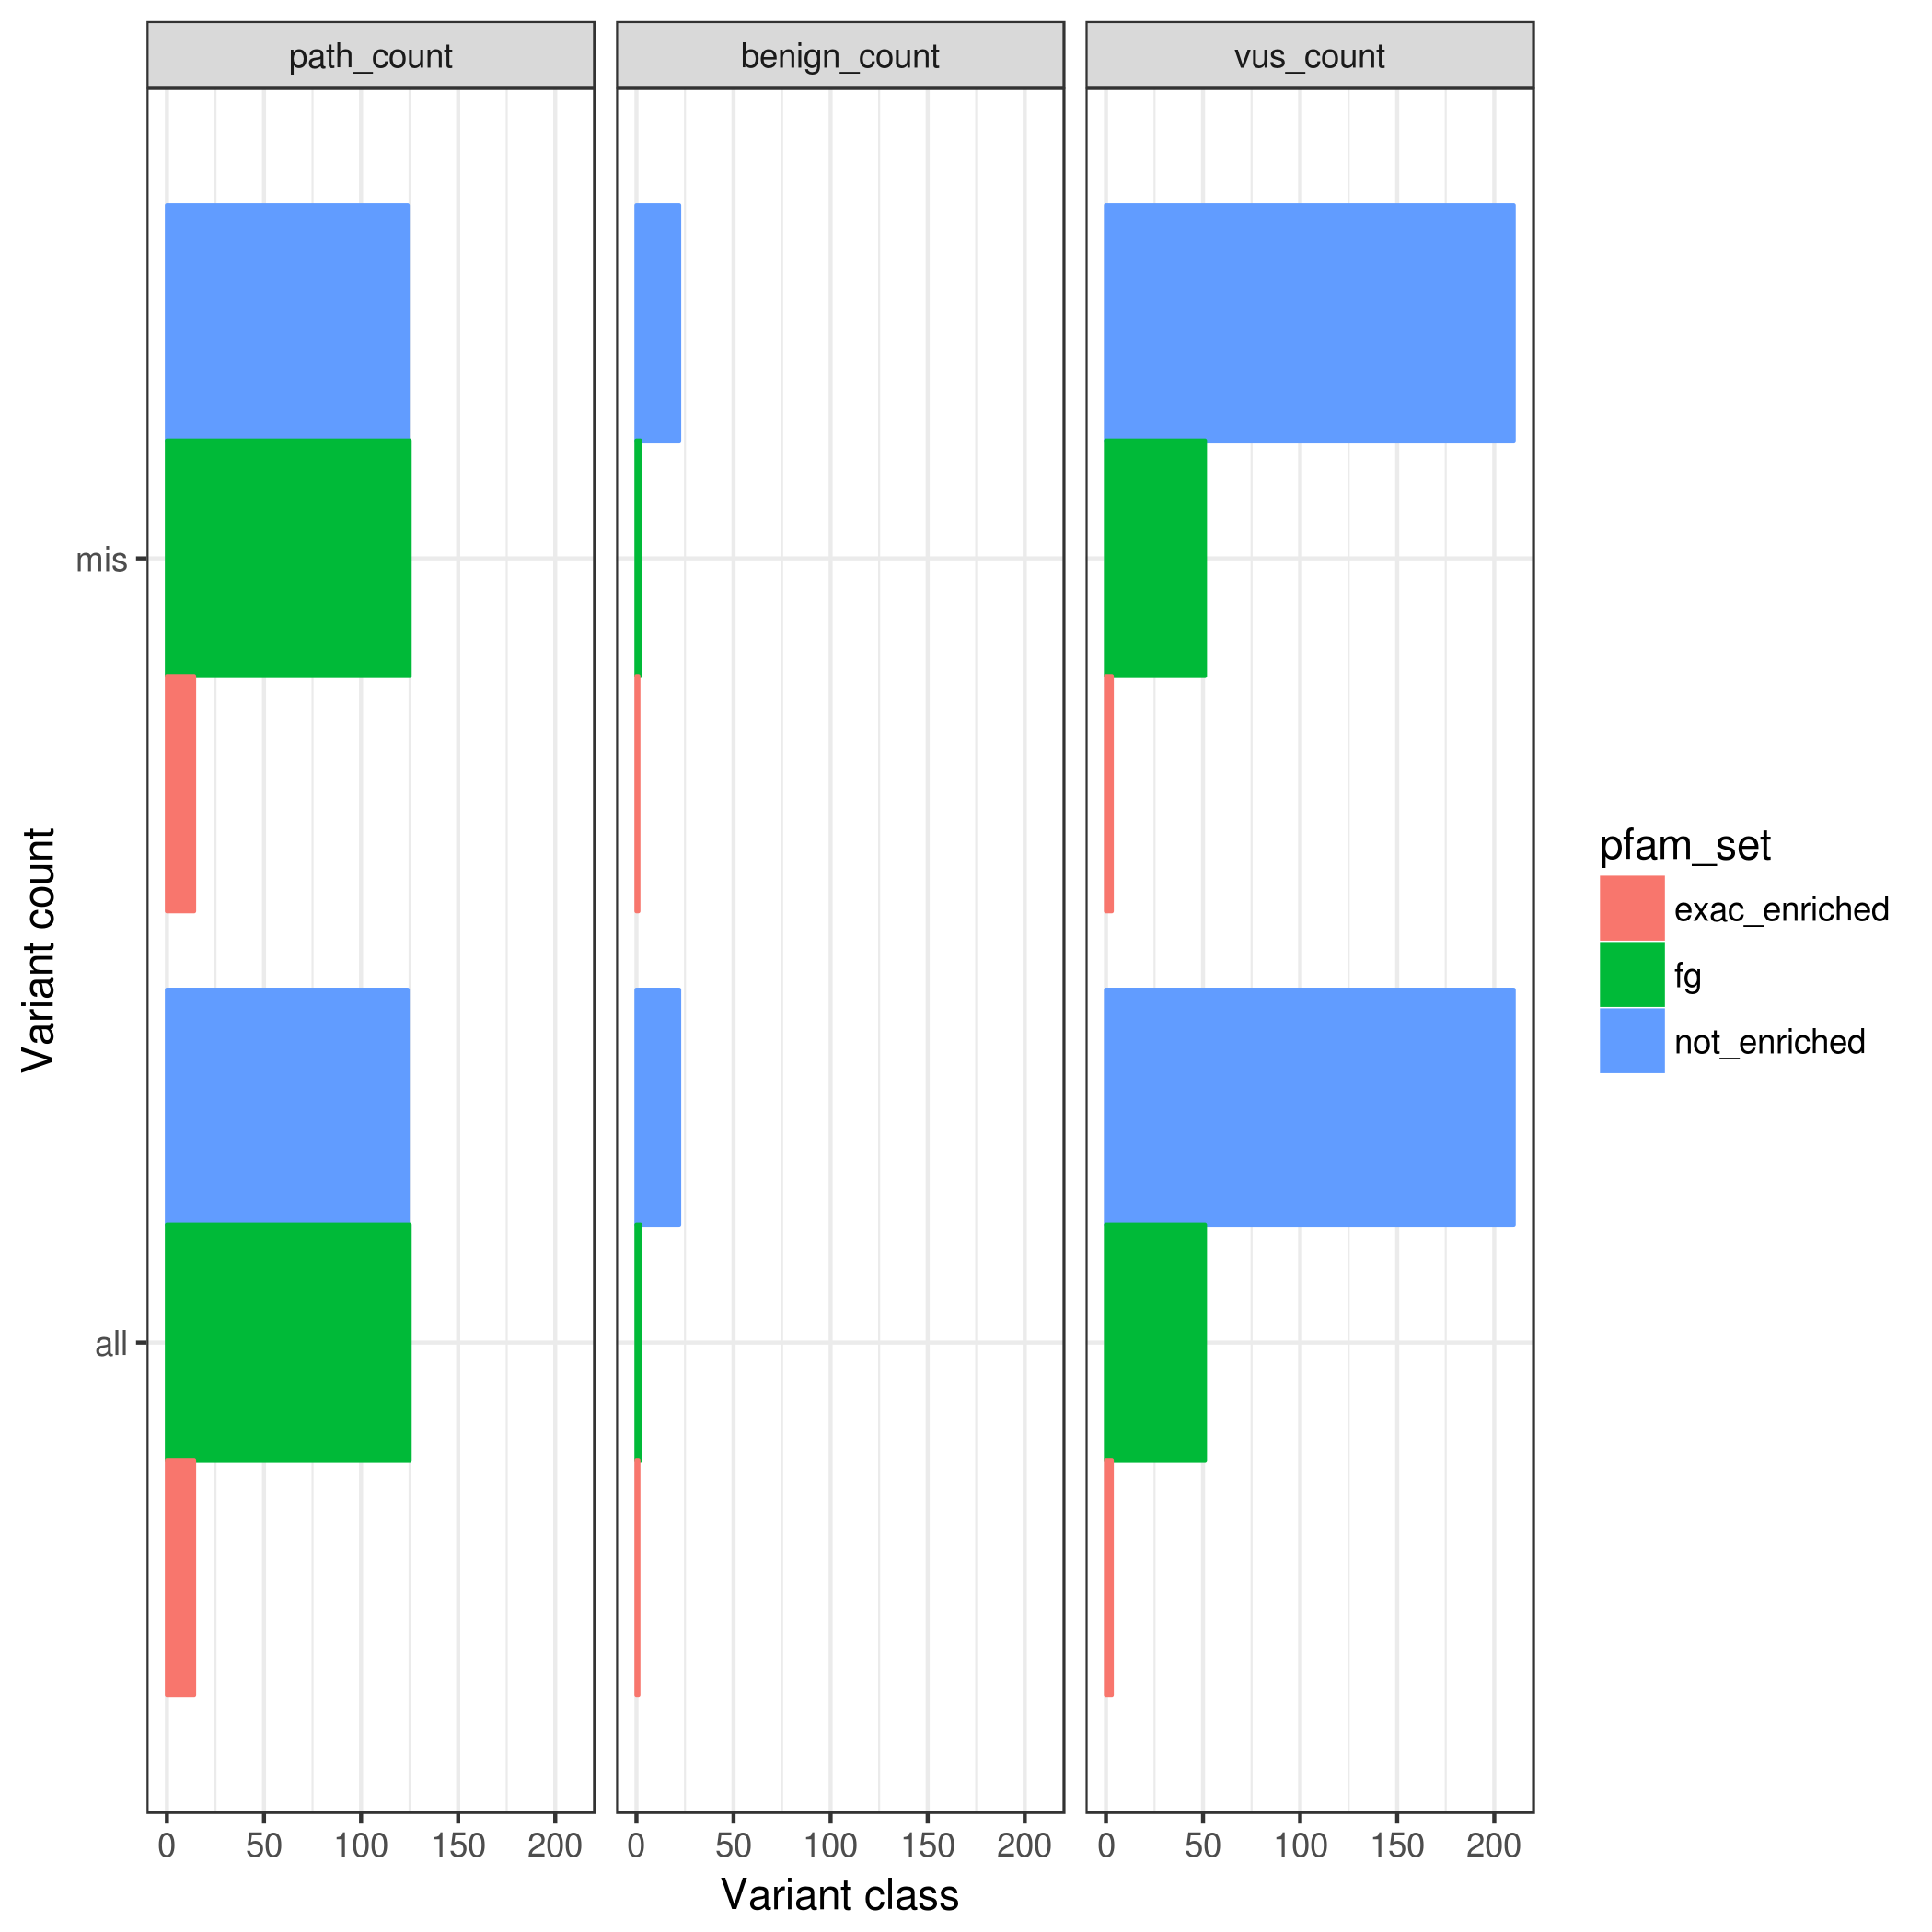 path_count
benign_count
vus_count
Variant count
mis
all
0 50 100 150 200
0 50 100 150 200
0 50 100 150 200
Variant class
pfam_set
exac_enriched
fg
not_enriched